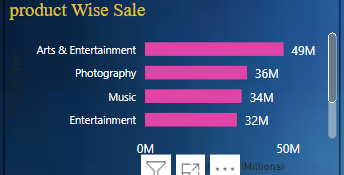 product Wise Sale
Arts & Entertainment 49M
Photography 36M
Music 34M
Entertainment 32M
0M 50M
(Millions)